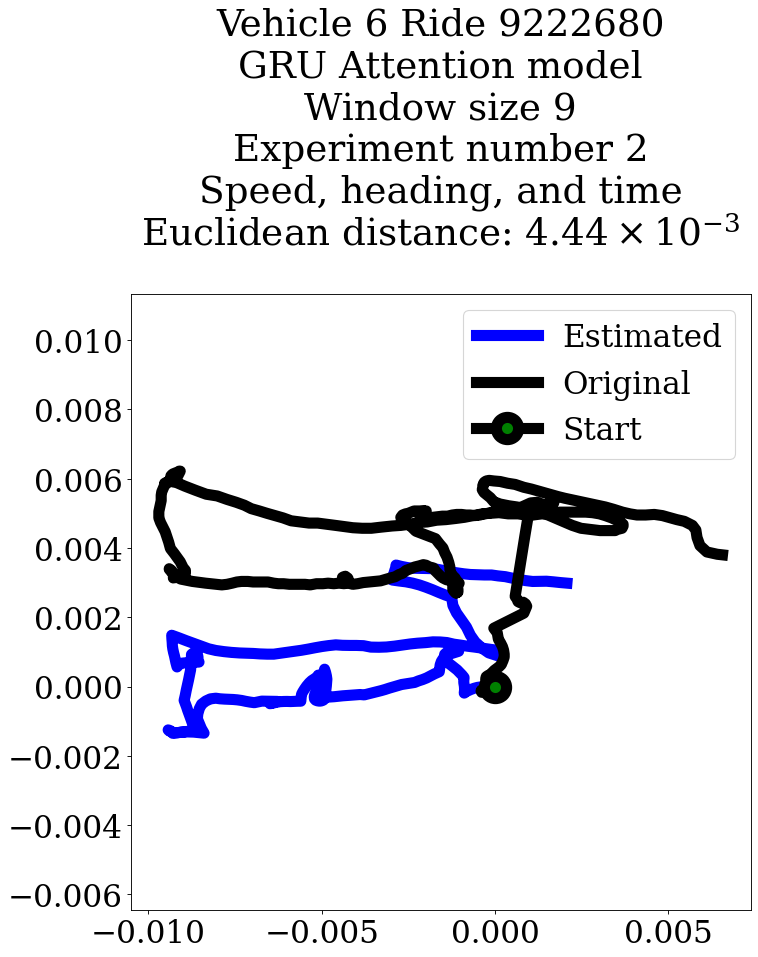 Vehicle 6 Ride 9222680
GRU Attention model
Window size 9
Experiment number 2
Speed, heading, and time
Euclidean distance: 4.44 × 10⁻³
Estimated
Original
Start
0.010
0.008
0.006
0.004
0.002
0.000
−0.002
−0.004
−0.006
−0.010 −0.005 0.000 0.005